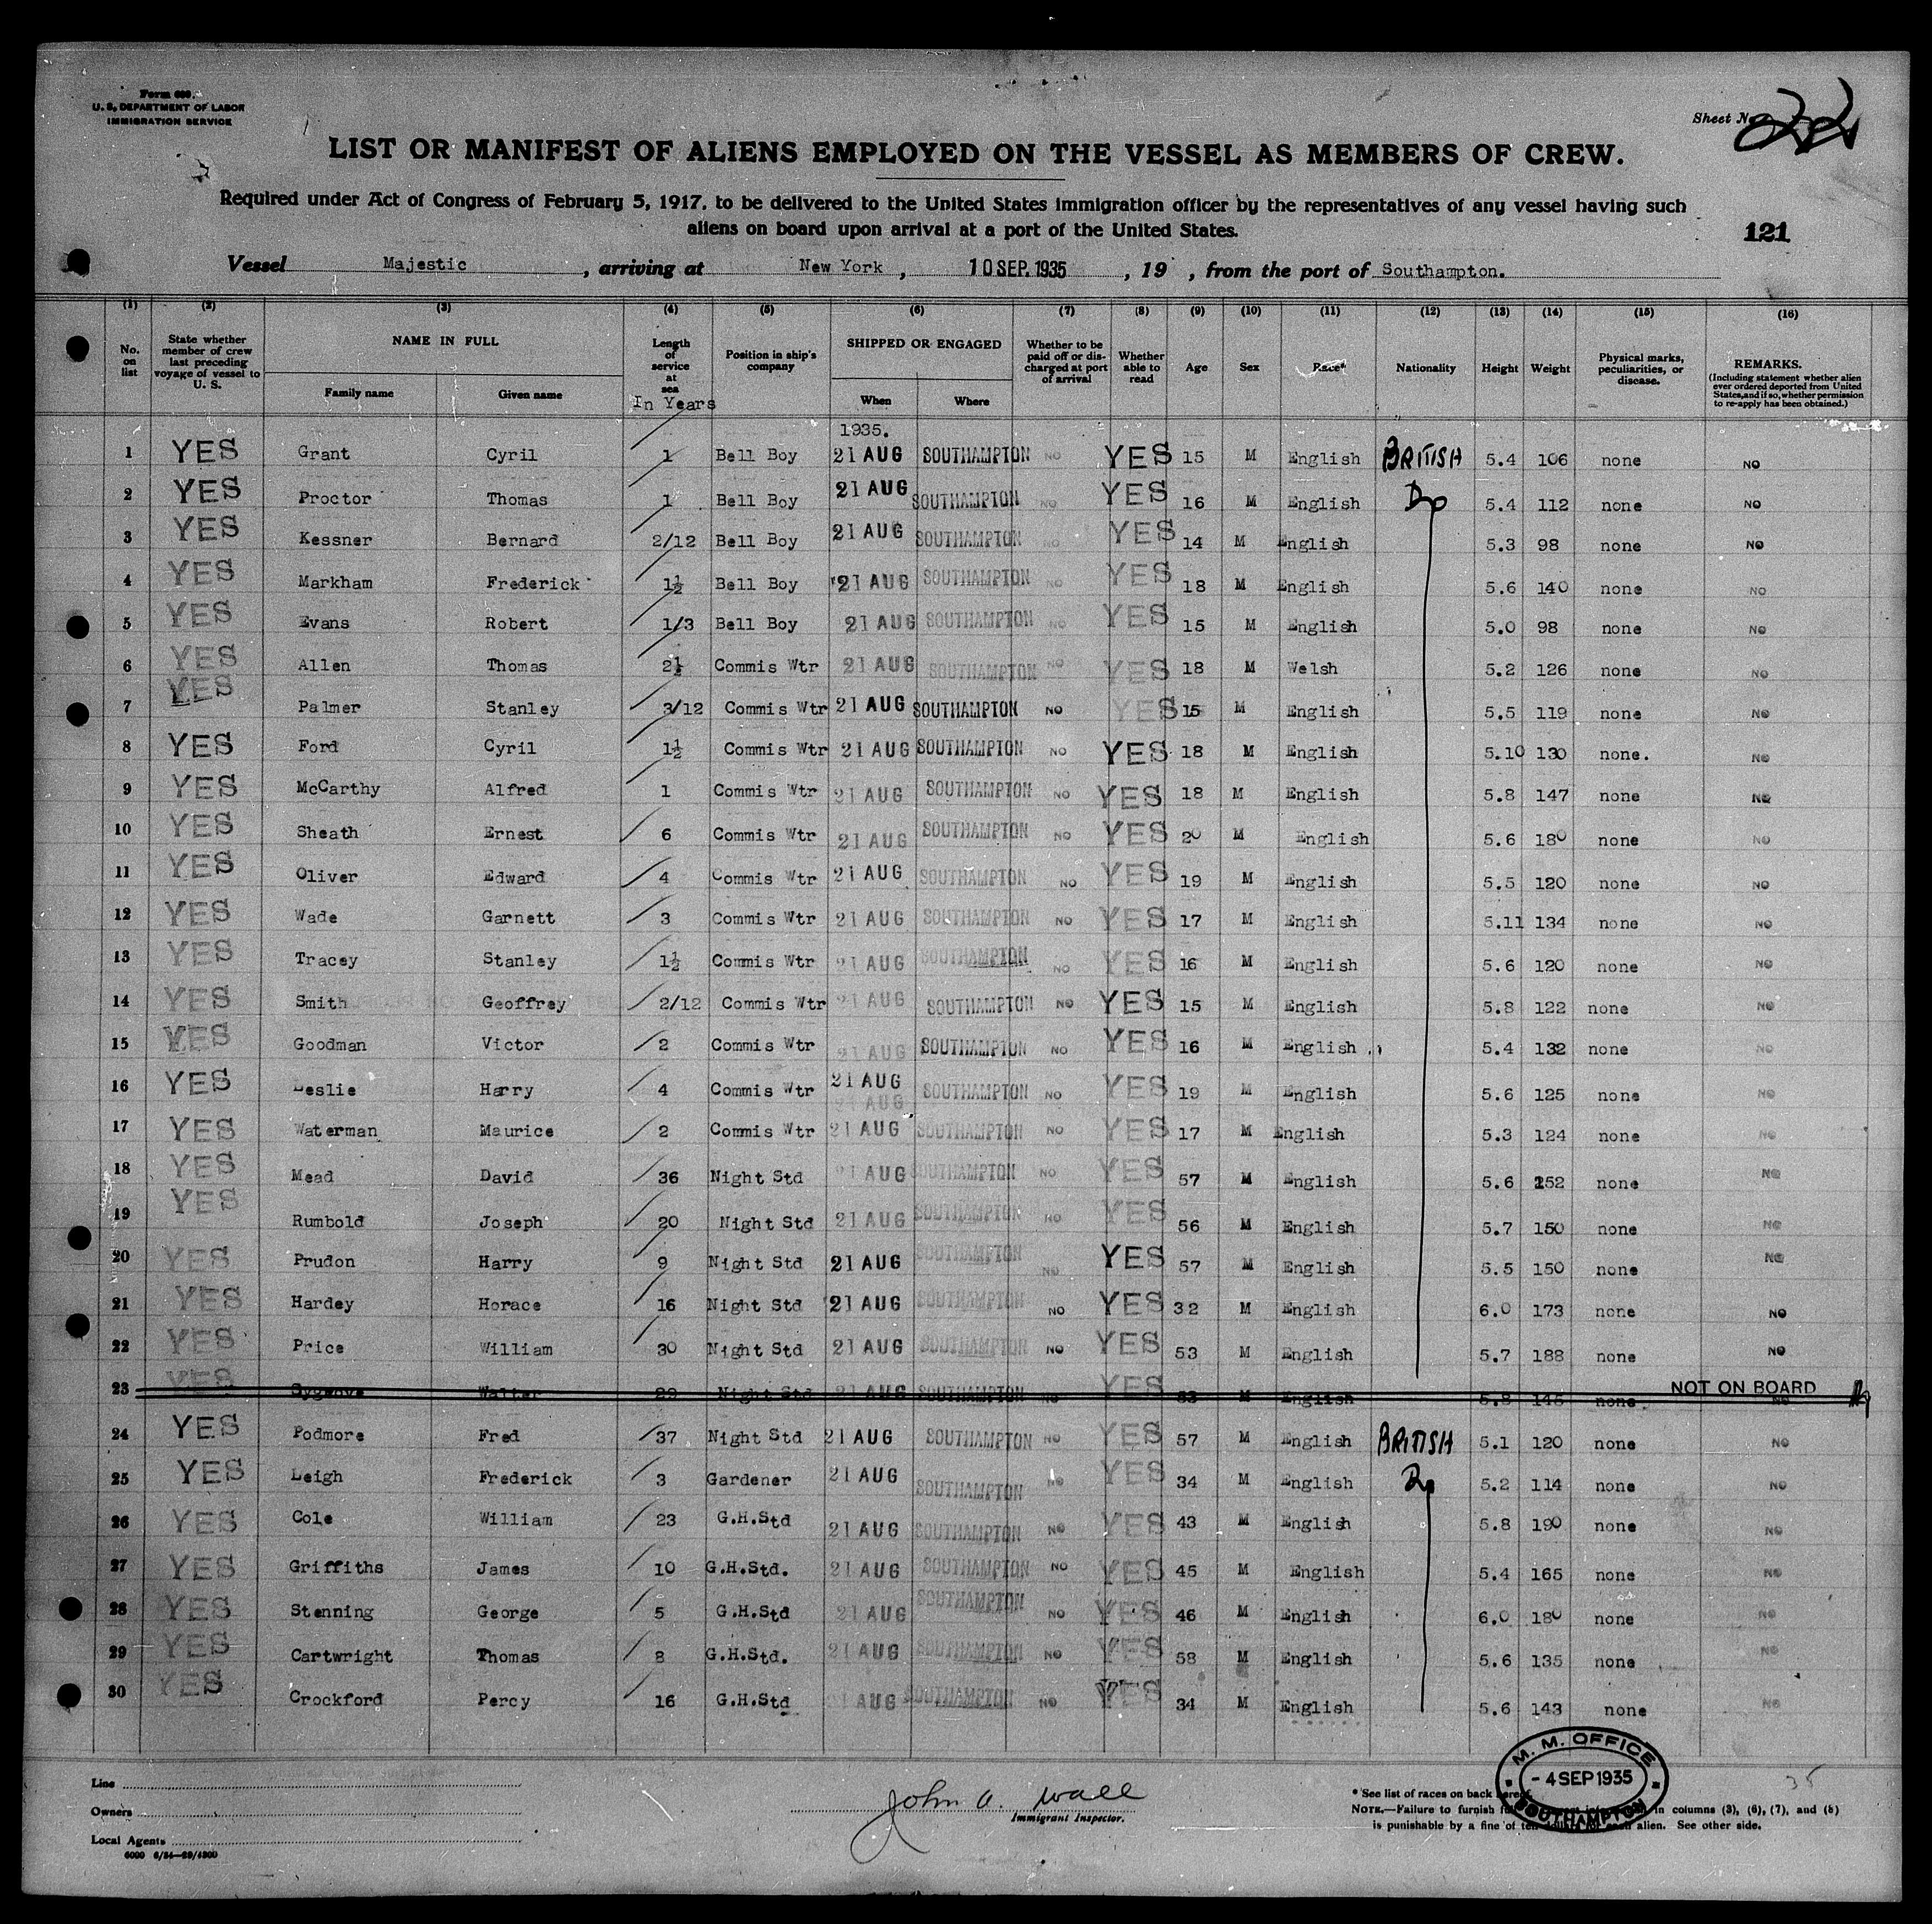 Form 689.
U. S. DEPARTMENT OF LABOR
IMMIGRATION SERVICE
Sheet No. 22
LIST OR MANIFEST OF ALIENS EMPLOYED ON THE VESSEL AS MEMBERS OF CREW.
Required under Act of Congress of February 5, 1917, to be delivered to the United States immigration officer by the representatives of any vessel having such
aliens on board upon arrival at a port of the United States.
121
Vessel Majestic, arriving at New York, 10 SEP. 1935, 19 , from the port of Southampton.
(1) (2) (3) (4) (5) (6) (7) (8) (9) (10) (11) (12) (13) (14) (15) (16)
No. on list
State whether member of crew last preceding voyage of vessel to U. S.
NAME IN FULL
Family name Given name
Length of service at sea In Years
Position in ship's company
SHIPPED OR ENGAGED
When Where
Whether to be paid off or discharged at port of arrival
Whether able to read
Age Sex Race* Nationality Height Weight
Physical marks, peculiarities, or disease.
REMARKS.
(Including statement whether alien ever ordered deported from United States, and if so, whether permission to re-apply has been obtained.)
1935.
1 YES Grant Cyril 1 Bell Boy 21 AUG SOUTHAMPTON NO YES 15 M English BRITISH 5.4 106 none NO
2 YES Proctor Thomas 1 Bell Boy 21 AUG SOUTHAMPTON NO YES 16 M English Do 5.4 112 none NO
3 YES Kessner Bernard 2/12 Bell Boy 21 AUG SOUTHAMPTON NO YES 14 M English 5.3 98 none NO
4 YES Markham Frederick 1½ Bell Boy 21 AUG SOUTHAMPTON NO YES 18 M English 5.6 140 none NO
5 YES Evans Robert 1/3 Bell Boy 21 AUG SOUTHAMPTON NO YES 15 M English 5.0 98 none NO
6 YES Allen Thomas 2½ Commis Wtr 21 AUG SOUTHAMPTON NO YES 18 M Welsh 5.2 126 none NO
7 YES Palmer Stanley 3/12 Commis Wtr 21 AUG SOUTHAMPTON NO YES 15 M English 5.5 119 none NO
8 YES Ford Cyril 1½ Commis Wtr 21 AUG SOUTHAMPTON NO YES 18 M English 5.10 130 none. NO
9 YES McCarthy Alfred 1 Commis Wtr 21 AUG SOUTHAMPTON NO YES 18 M English 5.8 147 none NO
10 YES Sheath Ernest 6 Commis Wtr 21 AUG SOUTHAMPTON NO YES 20 M English 5.6 180 none NO
11 YES Oliver Edward 4 Commis Wtr 21 AUG SOUTHAMPTON NO YES 19 M English 5.5 120 none NO
12 YES Wade Garnett 3 Commis Wtr 21 AUG SOUTHAMPTON NO YES 17 M English 5.11 134 none NO
13 YES Tracey Stanley 1½ Commis Wtr 21 AUG SOUTHAMPTON NO YES 16 M English 5.6 120 none NO
14 YES Smith Geoffrey 2/12 Commis Wtr 21 AUG SOUTHAMPTON NO YES 15 M English 5.8 122 none NO
15 YES Goodman Victor 2 Commis Wtr 21 AUG SOUTHAMPTON NO YES 16 M English 5.4 132 none NO
16 YES Leslie Harry 4 Commis Wtr 21 AUG SOUTHAMPTON NO YES 19 M English 5.6 125 none NO
17 YES Waterman Maurice 2 Commis Wtr 21 AUG SOUTHAMPTON NO YES 17 M English 5.3 124 none NO
18 YES Mead David 36 Night Std 21 AUG SOUTHAMPTON NO YES 57 M English 5.6 152 none NO
19 YES Rumbold Joseph 20 Night Std 21 AUG SOUTHAMPTON NO YES 56 M English 5.7 150 none NO
20 YES Prudon Harry 9 Night Std 21 AUG SOUTHAMPTON NO YES 57 M English 5.5 150 none NO
21 YES Hardey Horace 16 Night Std 21 AUG SOUTHAMPTON NO YES 32 M English 6.0 173 none NO
22 YES Price William 30 Night Std 21 AUG SOUTHAMPTON NO YES 53 M English 5.7 188 none NO
23 YES Walter Night Std 21 AUG SOUTHAMPTON NO YES M English 5.8 none. NO NOT ON BOARD
24 YES Podmore Fred 37 Night Std 21 AUG SOUTHAMPTON NO YES 57 M English BRITISH 5.1 120 none NO
25 YES Leigh Frederick 3 Gardener 21 AUG SOUTHAMPTON NO YES 34 M English Do 5.2 114 none NO
26 YES Cole William 23 G.H.Std 21 AUG SOUTHAMPTON NO YES 43 M English 5.8 190 none NO
27 YES Griffiths James 10 G.H.Std. 21 AUG SOUTHAMPTON NO YES 45 M English 5.4 165 none NO
28 YES Stenning George 5 G.H.Std 21 AUG SOUTHAMPTON NO YES 46 M English 6.0 180 none NO
29 YES Cartwright Thomas 8 G.H.Std. 21 AUG SOUTHAMPTON NO YES 58 M English 5.6 135 none NO
30 YES Crockford Percy 16 G.H.Std 21 AUG SOUTHAMPTON NO YES 34 M English 5.6 143 none NO
Line
Owners
Local Agents
6000 6/34
John A. Wall
Immigrant Inspector.
M. M. OFFICE
- 4 SEP 1935
SOUTHAMPTON
35
* See list of races on back hereof.
NOTE.—Failure to furnish in columns (3), (6), (7), and (8)
is punishable by a fine of ten alien. See other side.